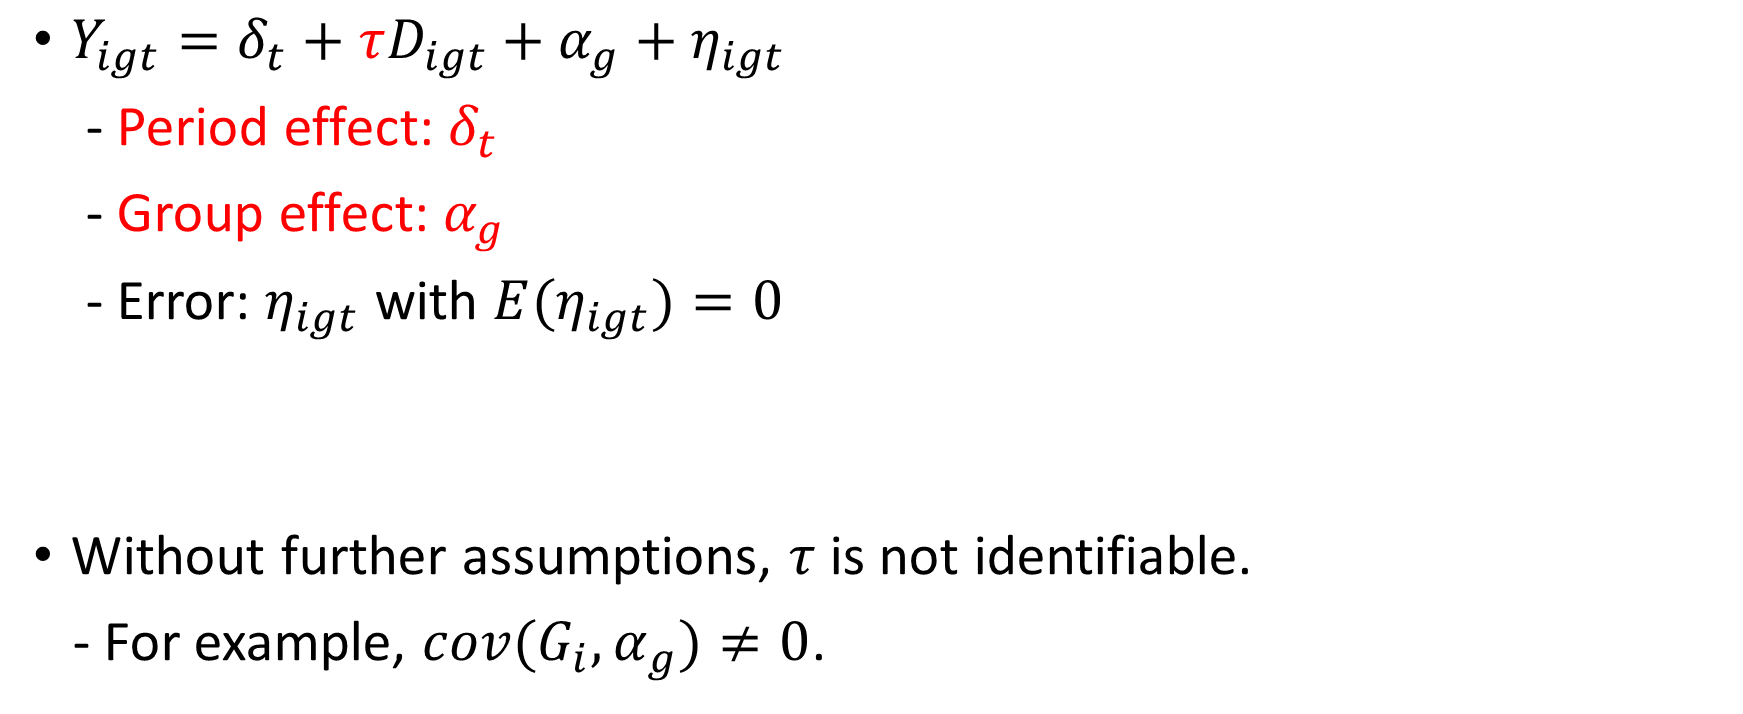 • Y_{igt} = δ_t + τD_{igt} + α_g + η_{igt}
- Period effect: δ_t
- Group effect: α_g
- Error: η_{igt} with E(η_{igt}) = 0
• Without further assumptions, τ is not identifiable.
- For example, cov(G_i, α_g) ≠ 0.